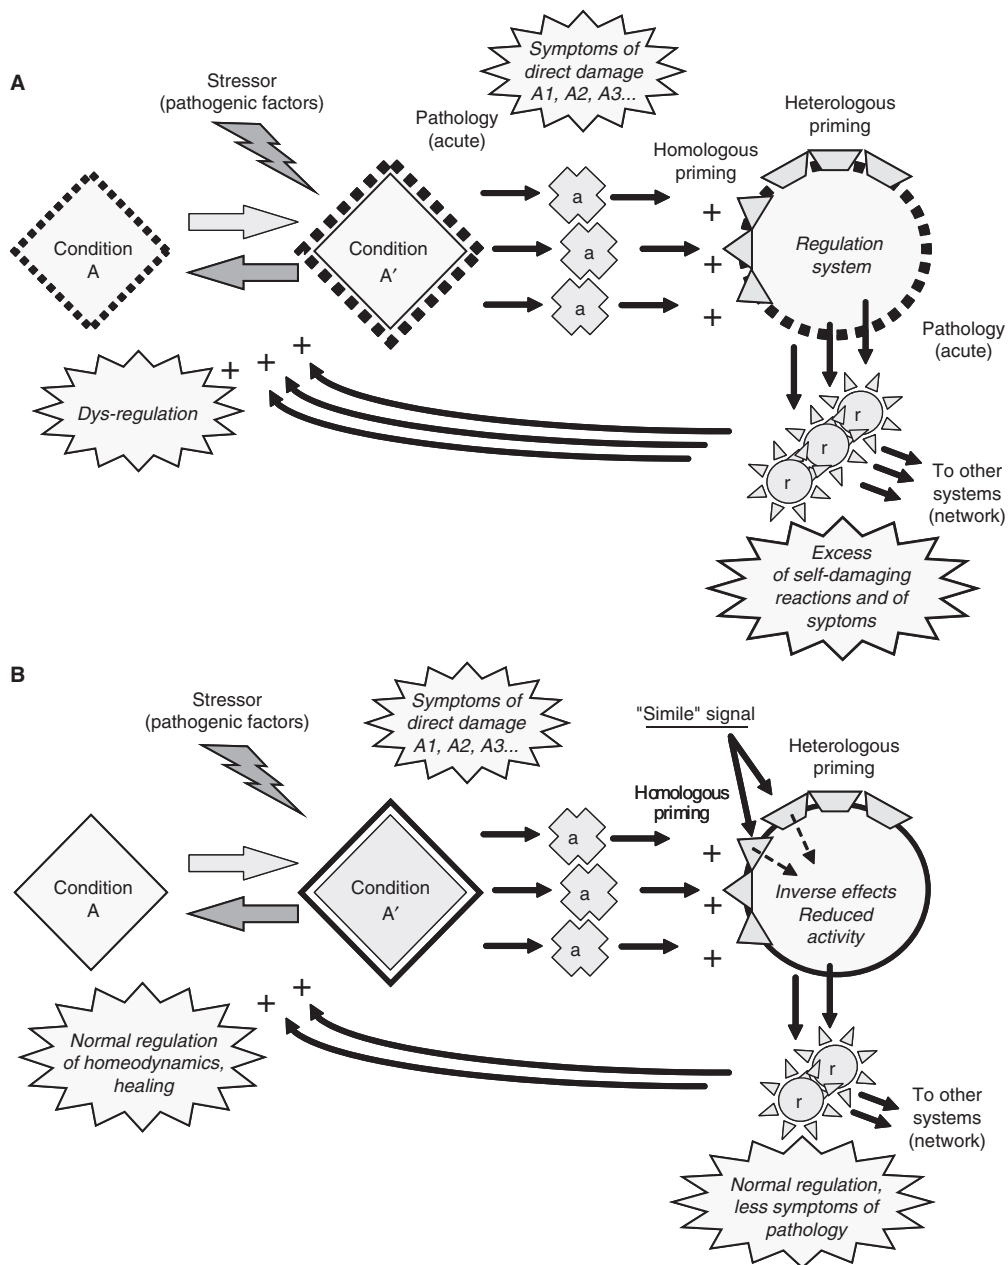 A
Stressor
(pathogenic factors)
Symptoms of
direct damage
A1, A2, A3...
Pathology
(acute)
Homologous
priming
Heterologous
priming
Condition
A
Condition
A′
a
a
a
+
+
+
Regulation
system
Pathology
(acute)
+
+
+
Dys-regulation
r
r
r
To other
systems
(network)
Excess
of self-damaging
reactions and of
syptoms
B
Stressor
(pathogenic factors)
Symptoms of
direct damage
A1, A2, A3...
"Simile" signal
Homologous
priming
Heterologous
priming
Condition
A
Condition
A′
a
a
a
+
+
+
Inverse effects
Reduced
activity
+
+
Normal regulation
of homeodynamics,
healing
r
r
To other
systems
(network)
Normal regulation,
less symptoms of
pathology